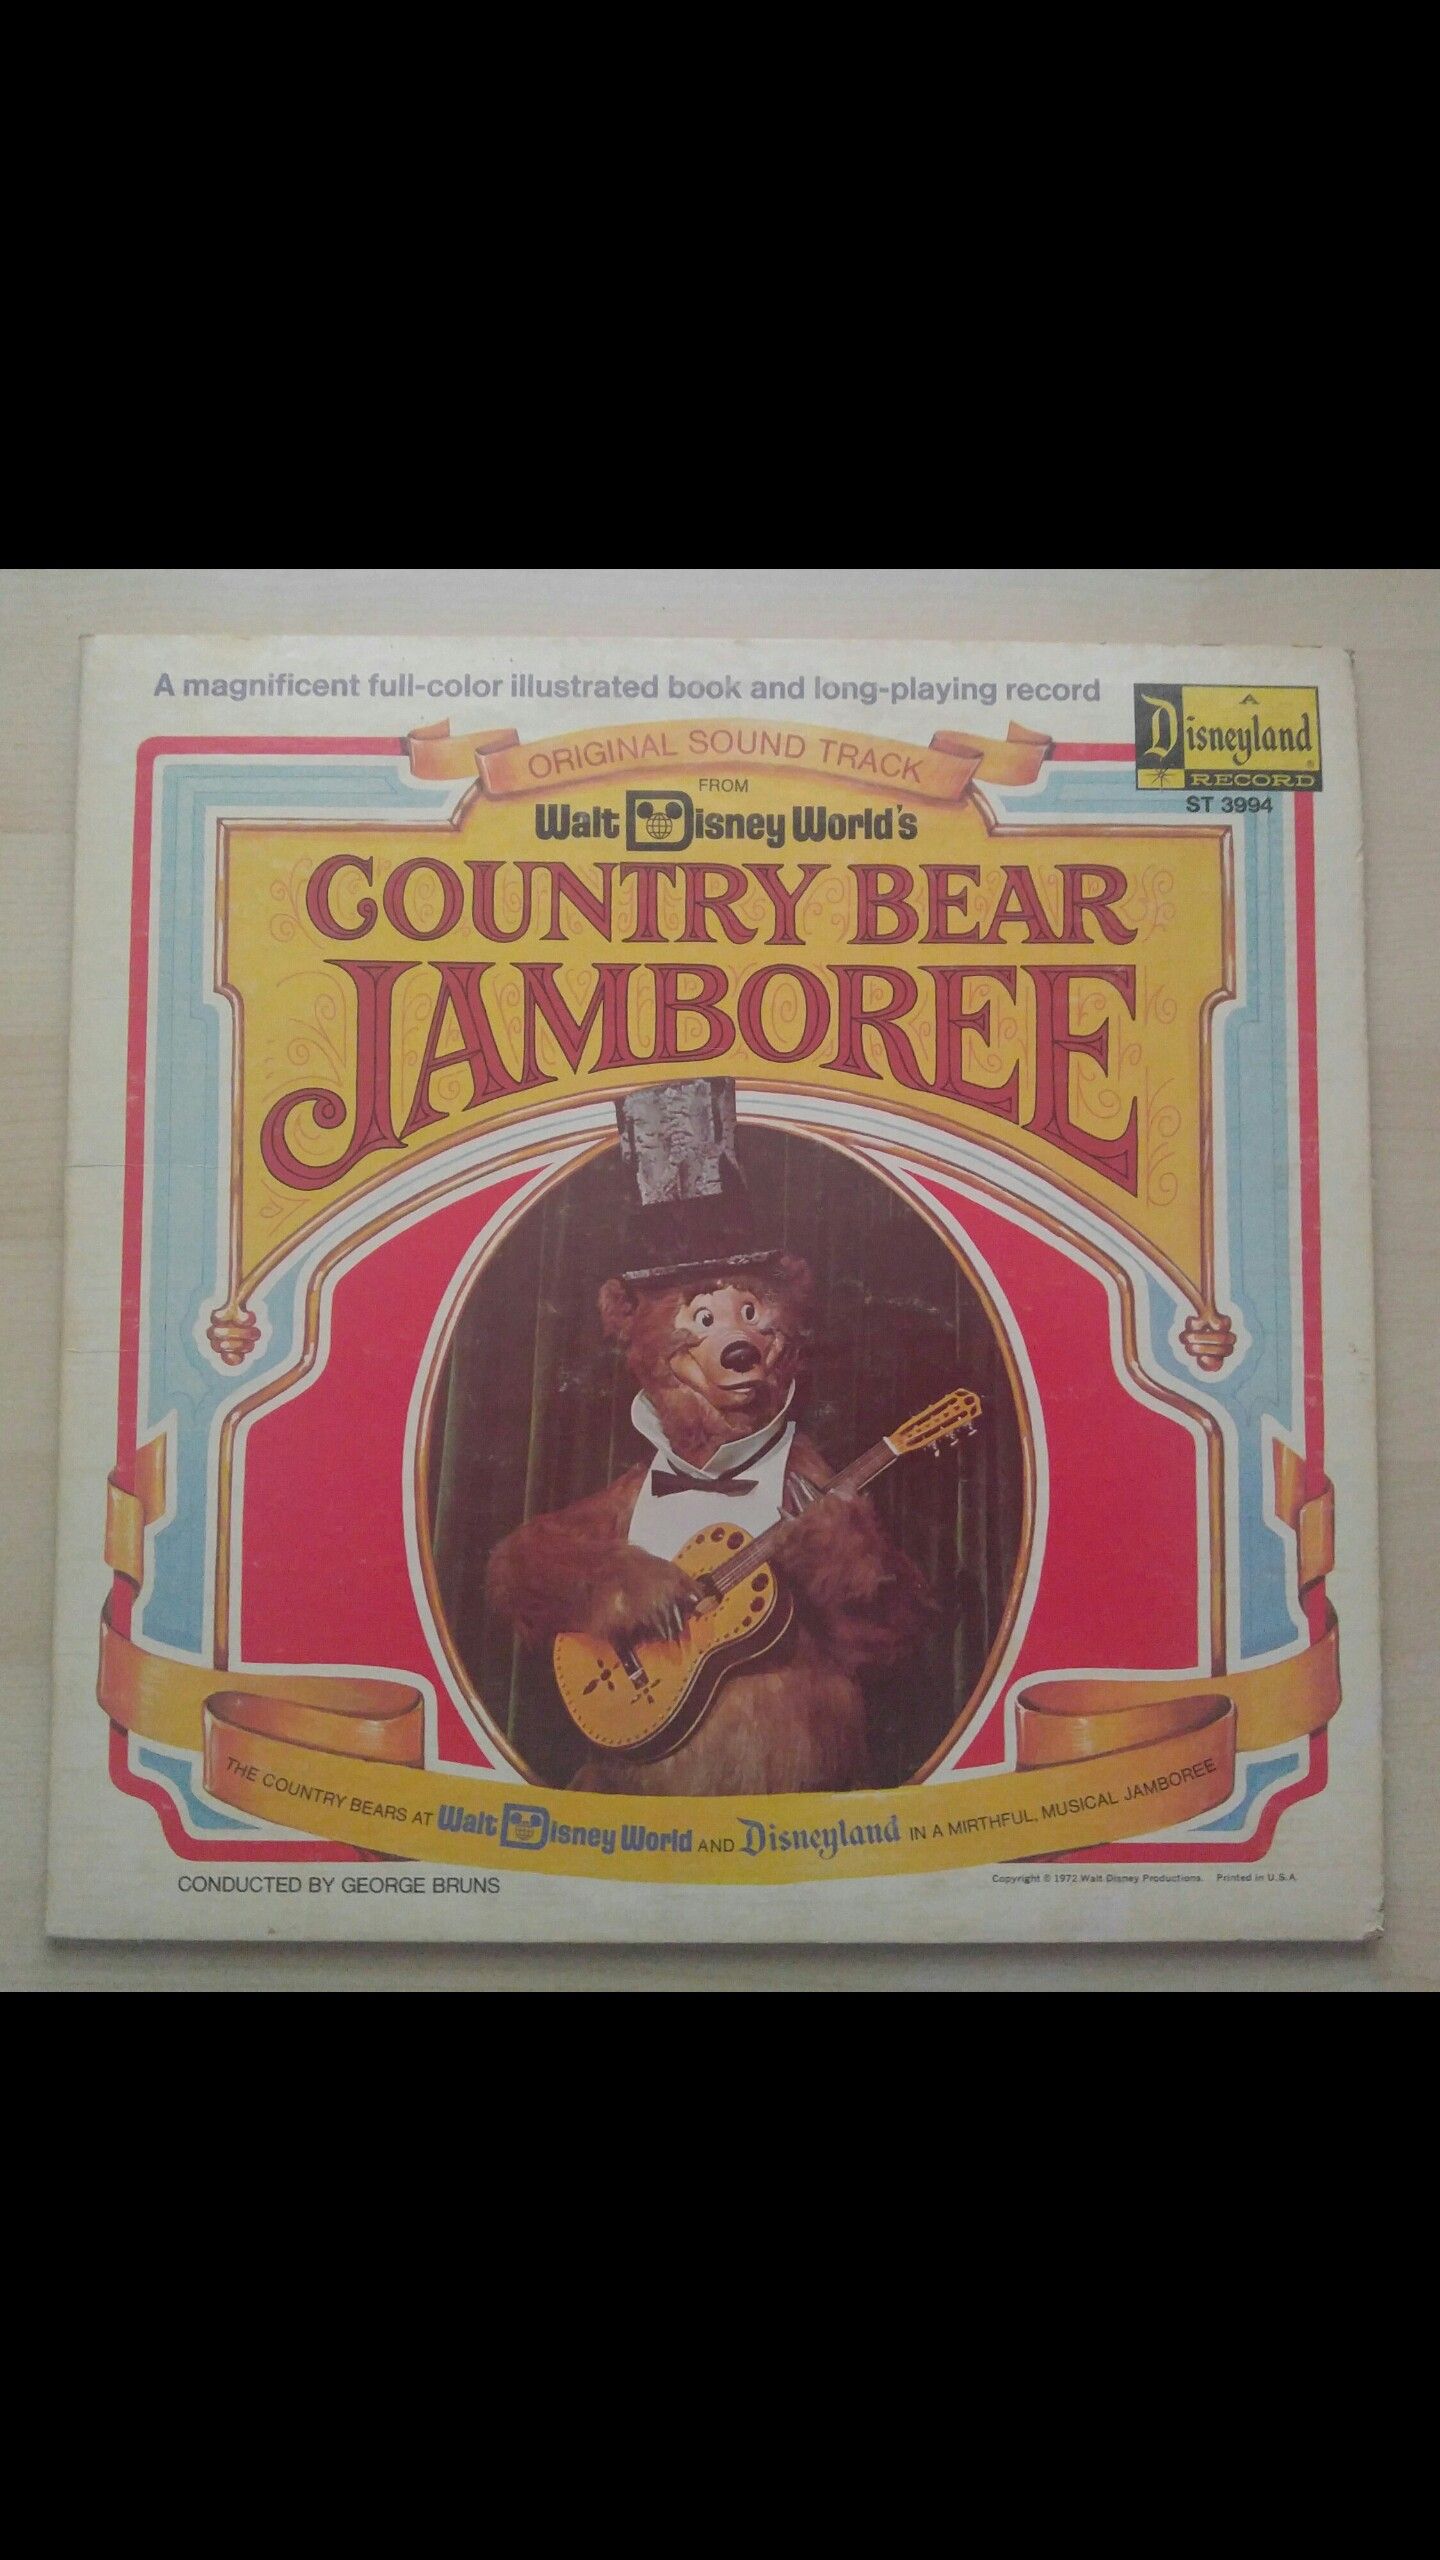 A magnificent full-color illustrated book and long-playing record
A
Disneyland
RECORD
ST 3994
ORIGINAL SOUND TRACK
FROM
Walt Disney World's
COUNTRY BEAR
JAMBOREE
THE COUNTRY BEARS AT Walt Disney World AND Disneyland IN A MIRTHFUL, MUSICAL JAMBOREE
CONDUCTED BY GEORGE BRUNS
Copyright © 1972 Walt Disney Productions. Printed in U.S.A.